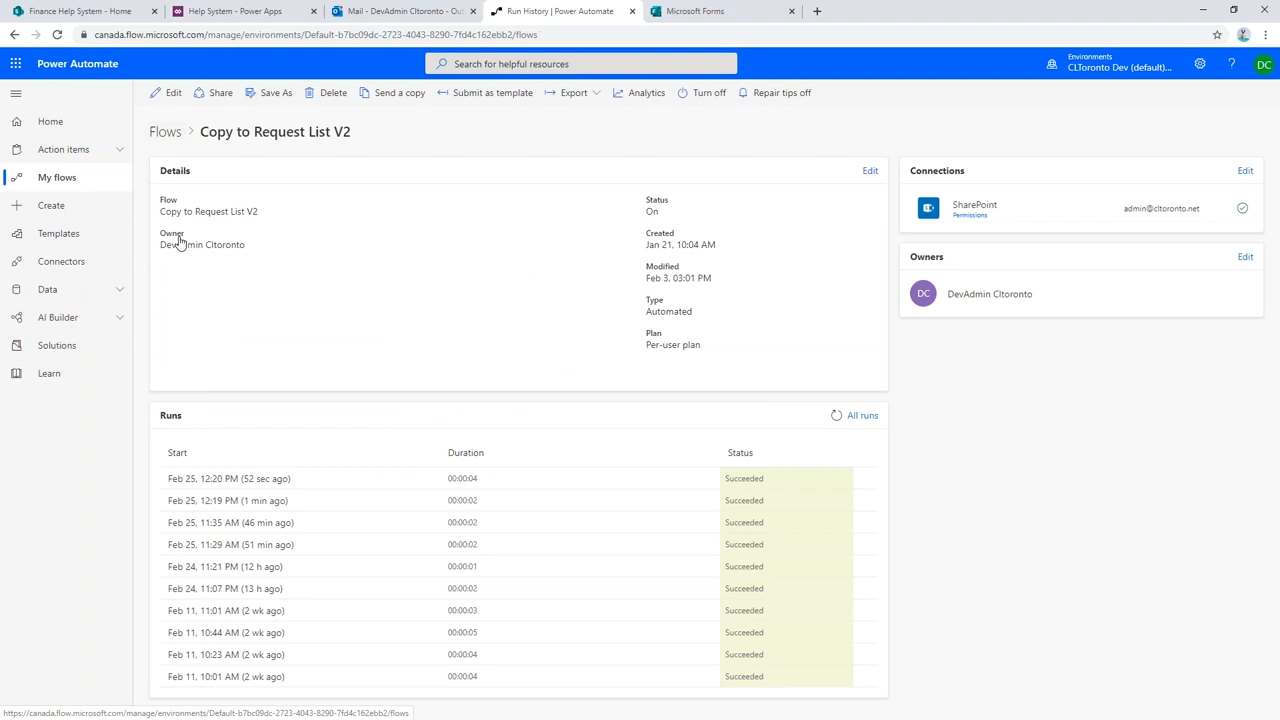 Finance Help System - Home
Help System - Power Apps
Mail - DevAdmin Cltoronto - Out
Run History | Power Automate
Microsoft Forms
canada.flow.microsoft.com/manage/environments/Default-b7bc09dc-2723-4043-8290-7fd4c162ebb2/flows
Power Automate
Search for helpful resources
Environments
CLToronto Dev (default)...
DC
Edit
Share
Save As
Delete
Send a copy
Submit as template
Export
Analytics
Turn off
Repair tips off
Home
Action items
My flows
Create
Templates
Connectors
Data
AI Builder
Solutions
Learn
Flows > Copy to Request List V2
Details
Edit
Flow
Copy to Request List V2
Owner
DevAdmin Cltoronto
Status
On
Created
Jan 21, 10:04 AM
Modified
Feb 3, 03:01 PM
Type
Automated
Plan
Per-user plan
Connections
Edit
SharePoint
Permissions
admin@cltoronto.net
Owners
Edit
DC
DevAdmin Cltoronto
Runs
All runs
Start Duration Status
Feb 25, 12:20 PM (52 sec ago) 00:00:04 Succeeded
Feb 25, 12:19 PM (1 min ago) 00:00:02 Succeeded
Feb 25, 11:35 AM (46 min ago) 00:00:02 Succeeded
Feb 25, 11:29 AM (51 min ago) 00:00:02 Succeeded
Feb 24, 11:21 PM (12 h ago) 00:00:01 Succeeded
Feb 24, 11:07 PM (13 h ago) 00:00:02 Succeeded
Feb 11, 11:01 AM (2 wk ago) 00:00:03 Succeeded
Feb 11, 10:44 AM (2 wk ago) 00:00:05 Succeeded
Feb 11, 10:23 AM (2 wk ago) 00:00:04 Succeeded
Feb 11, 10:01 AM (2 wk ago) 00:00:04 Succeeded
https://canada.flow.microsoft.com/manage/environments/Default-b7bc09dc-2723-4043-8290-7fd4c162ebb2/flows